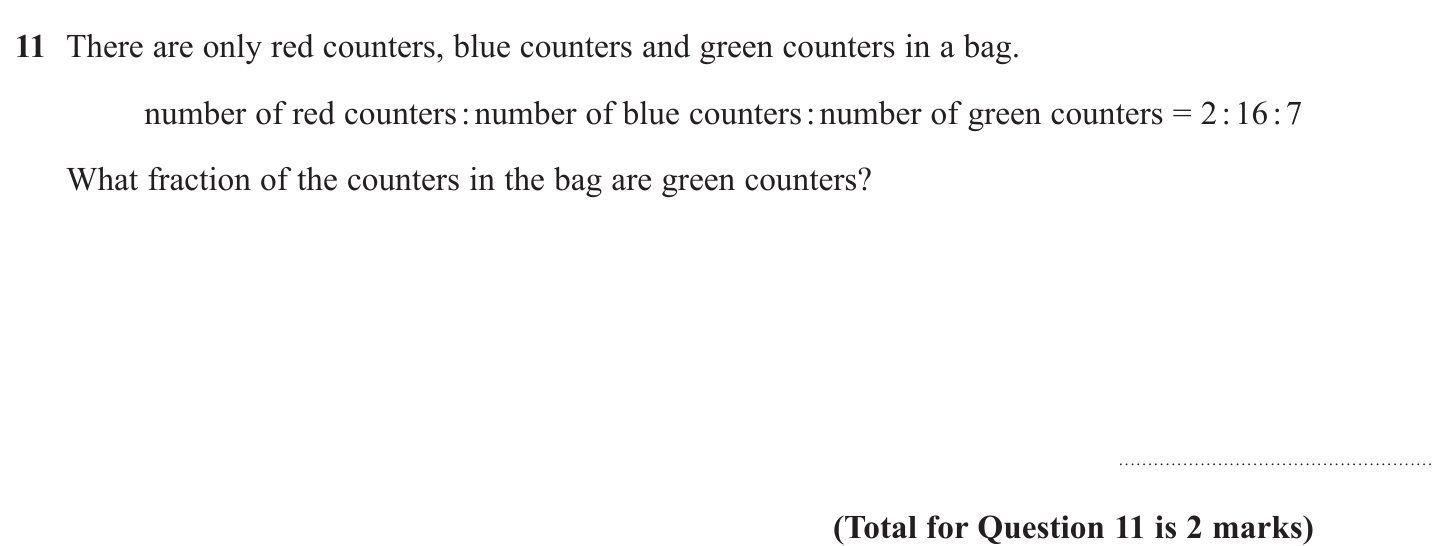 11 There are only red counters, blue counters and green counters in a bag.
number of red counters : number of blue counters : number of green counters = 2 : 16 : 7
What fraction of the counters in the bag are green counters?
(Total for Question 11 is 2 marks)